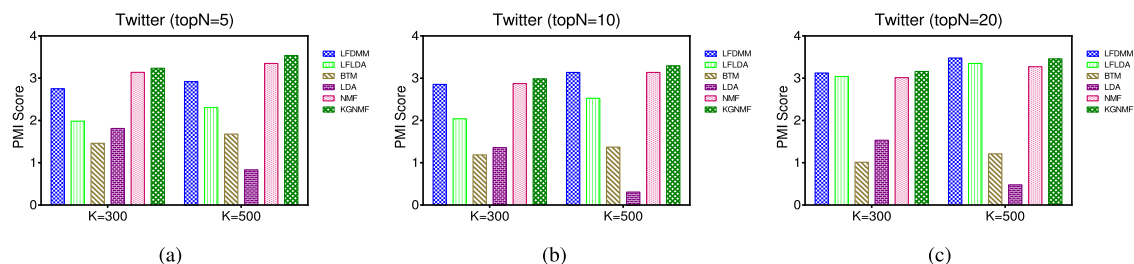 Twitter (topN=5)
PMI Score
4
3
2
1
0
K=300
K=500
LFDMM
LFLDA
BTM
LDA
NMF
KGNMF
(a)
Twitter (topN=10)
PMI Score
4
3
2
1
0
K=300
K=500
LFDMM
LFLDA
BTM
LDA
NMF
KGNMF
(b)
Twitter (topN=20)
PMI Score
4
3
2
1
0
K=300
K=500
LFDMM
LFLDA
BTM
LDA
NMF
KGNMF
(c)